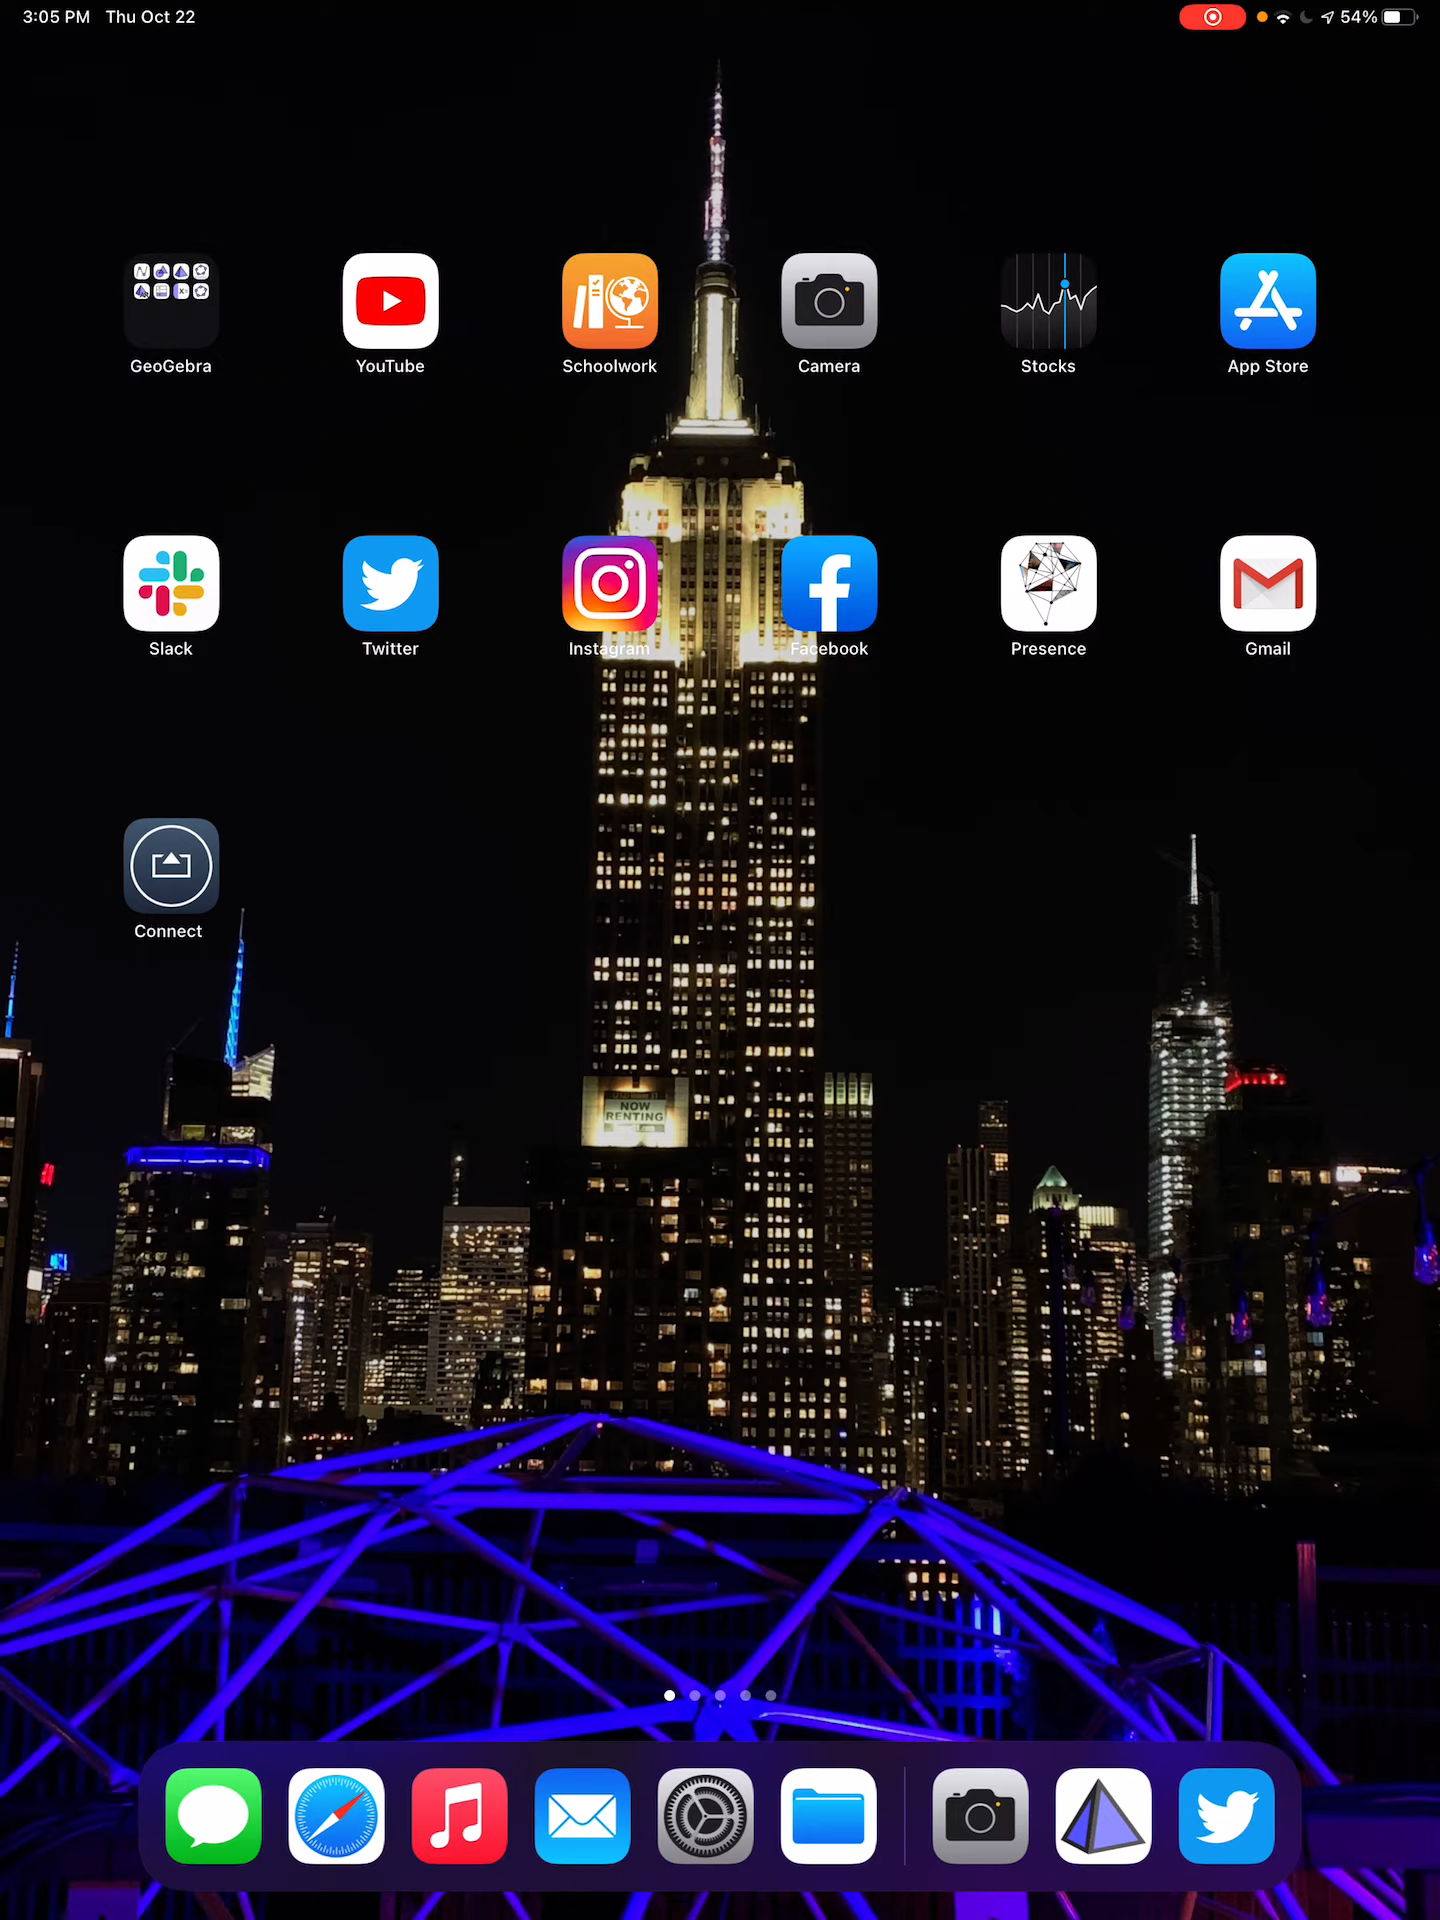 3:05 PM Thu Oct 22
54%
GeoGebra
YouTube
Schoolwork
Camera
Stocks
App Store
Slack
Twitter
Instagram
Facebook
Presence
Gmail
Connect
NOW
RENTING